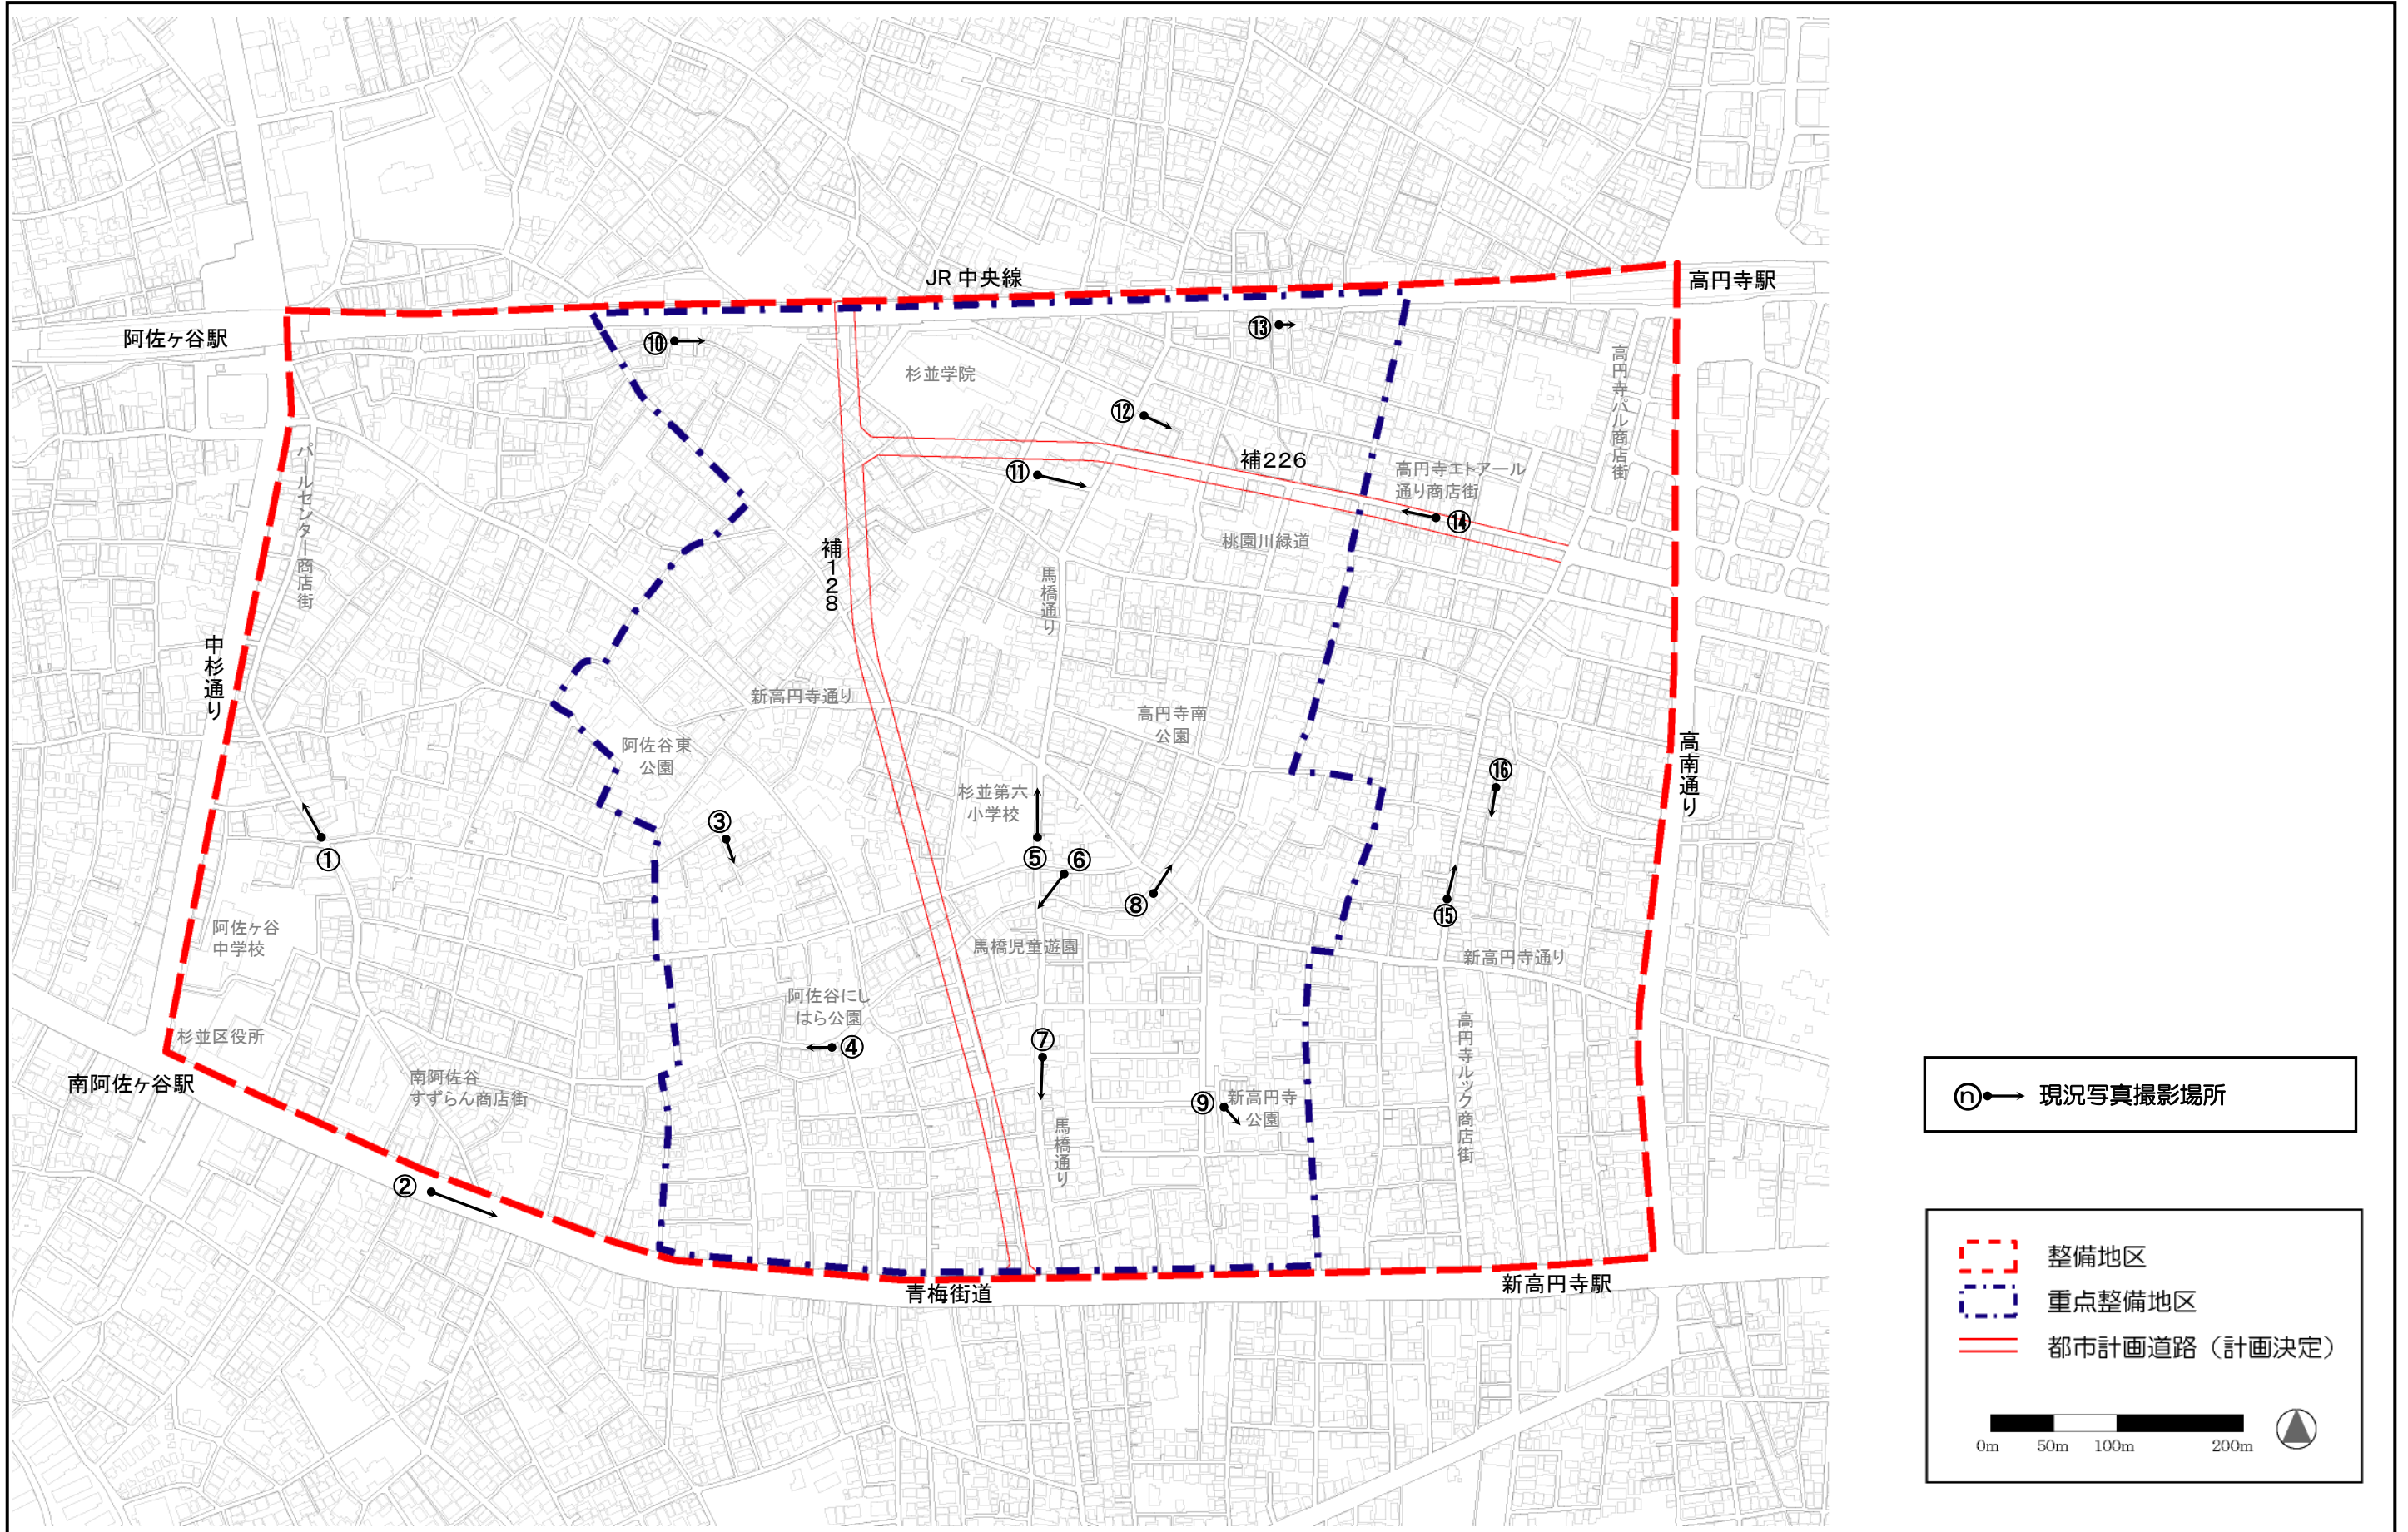 JR 中央線
高円寺駅
阿佐ヶ谷駅
⑩
⑬
杉並学院
高円寺パル商店街
⑫
パールセンター商店街
⑪
補226
高円寺エトアール
通り商店街
⑭
桃園川緑道
補128
馬橋通り
中杉通り
新高円寺通り
高円寺南
公園
阿佐谷東
公園
高南通り
⑯
杉並第六
小学校
③
①
⑤
⑥
⑧
⑮
阿佐ヶ谷
中学校
馬橋児童遊園
新高円寺通り
阿佐谷にし
はら公園
杉並区役所
④
⑦
高円寺ルック商店街
南阿佐ヶ谷駅
南阿佐谷
すずらん商店街
⑨
新高円寺
公園
馬橋通り
②
青梅街道
新高円寺駅
ⓝ 現況写真撮影場所
整備地区
重点整備地区
都市計画道路（計画決定）
0m 50m 100m 200m